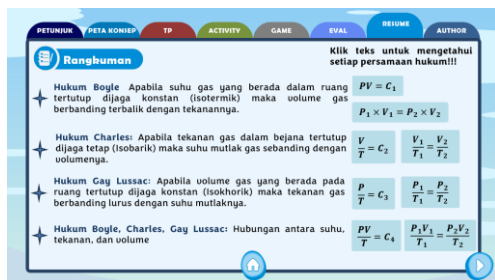 PETUNJUK
PETA KONSEP
TP
ACTIVITY
GAME
EVAL
RESUME
AUTHOR
Rangkuman
Klik teks untuk mengetahui
setiap persamaan hukum!!!
Hukum Boyle Apabila suhu gas yang berada dalam ruang
tertutup dijaga konstan (isotermik) maka volume gas
berbanding terbalik dengan tekanannya.
PV = C₁
P₁ × V₁ = P₂ × V₂
Hukum Charles: Apabila tekanan gas dalam bejana tertutup
dijaga tetap (Isobarik) maka suhu mutlak gas sebanding dengan
volumenya.
V/T = C₂
V₁/T₁ = V₂/T₂
Hukum Gay Lussac: Apabila volume gas yang berada pada
ruang tertutup dijaga konstan (Isokhorik) maka tekanan gas
berbanding lurus dengan suhu mutlaknya.
P/T = C₃
P₁/T₁ = P₂/T₂
Hukum Boyle, Charles, Gay Lussac: Hubungan antara suhu,
tekanan, dan volume
PV/T = C₄
P₁V₁/T₁ = P₂V₂/T₂